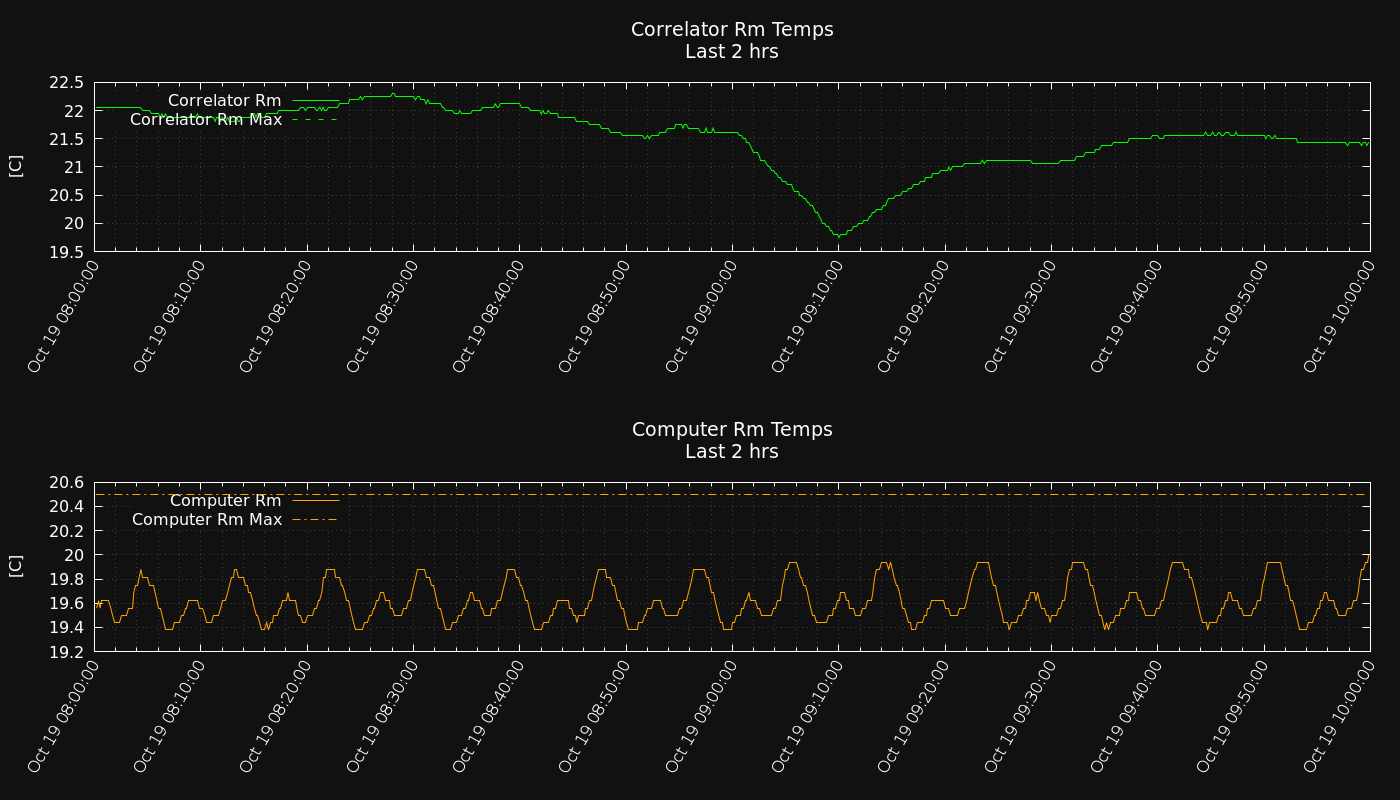 Correlator Rm Temps
Last 2 hrs
[C]
22.5
22
21.5
21
20.5
20
19.5
Correlator Rm
Correlator Rm Max
Oct 19 08:00:00
Oct 19 08:10:00
Oct 19 08:20:00
Oct 19 08:30:00
Oct 19 08:40:00
Oct 19 08:50:00
Oct 19 09:00:00
Oct 19 09:10:00
Oct 19 09:20:00
Oct 19 09:30:00
Oct 19 09:40:00
Oct 19 09:50:00
Oct 19 10:00:00
Computer Rm Temps
Last 2 hrs
[C]
20.6
20.4
20.2
20
19.8
19.6
19.4
19.2
Computer Rm
Computer Rm Max
Oct 19 08:00:00
Oct 19 08:10:00
Oct 19 08:20:00
Oct 19 08:30:00
Oct 19 08:40:00
Oct 19 08:50:00
Oct 19 09:00:00
Oct 19 09:10:00
Oct 19 09:20:00
Oct 19 09:30:00
Oct 19 09:40:00
Oct 19 09:50:00
Oct 19 10:00:00